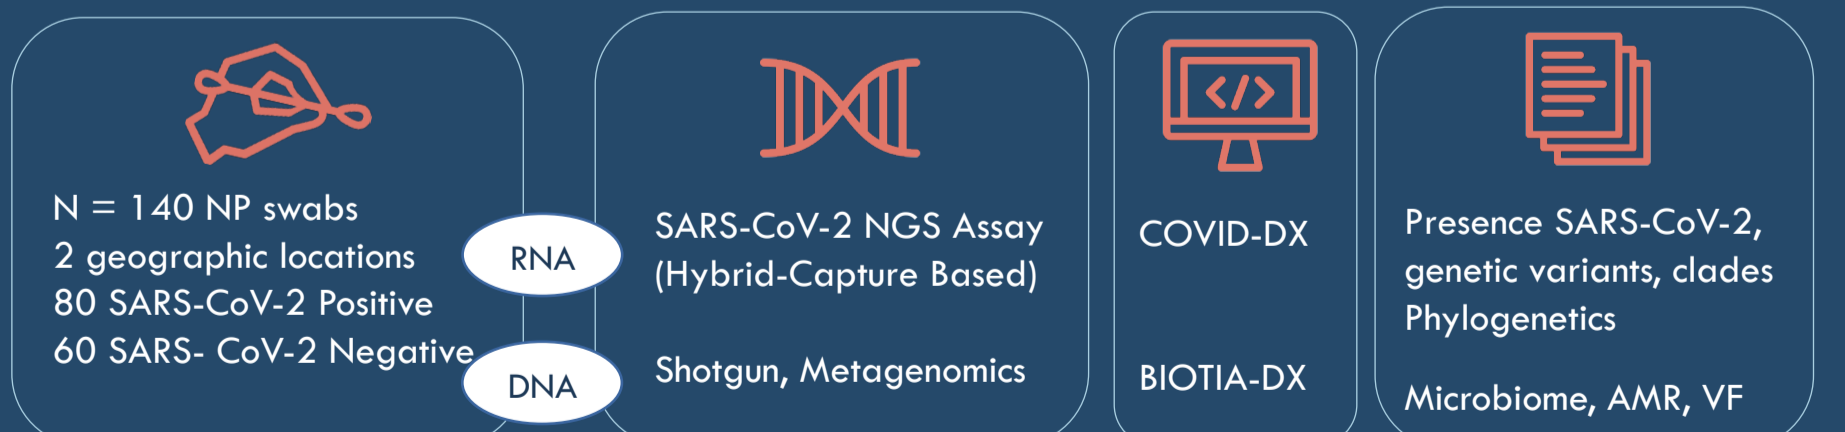 </>
N = 140 NP swabs
2 geographic locations
80 SARS-CoV-2 Positive
60 SARS- CoV-2 Negative
RNA
DNA
SARS-CoV-2 NGS Assay
(Hybrid-Capture Based)
Shotgun, Metagenomics
COVID-DX
BIOTIA-DX
Presence SARS-CoV-2,
genetic variants, clades
Phylogenetics
Microbiome, AMR, VF